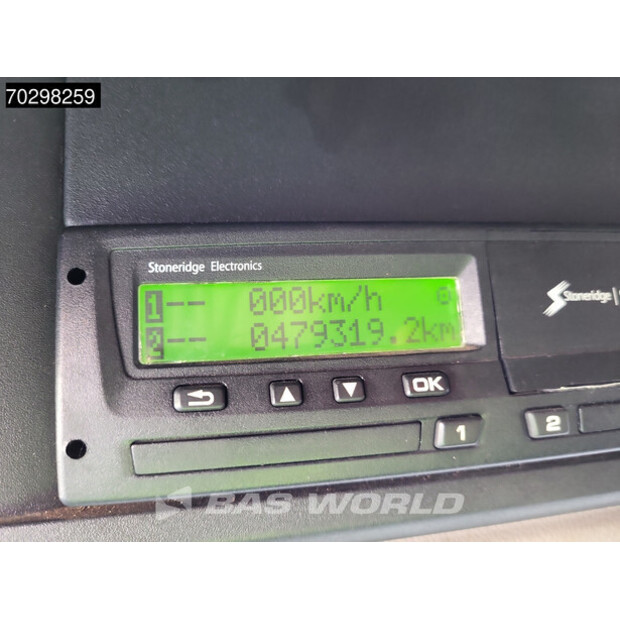 70298259
Stoneridge Electronics
1-- 000km/h
2-- 0479319.2km
Stoneridge
OK
1
2
BAS WORLD